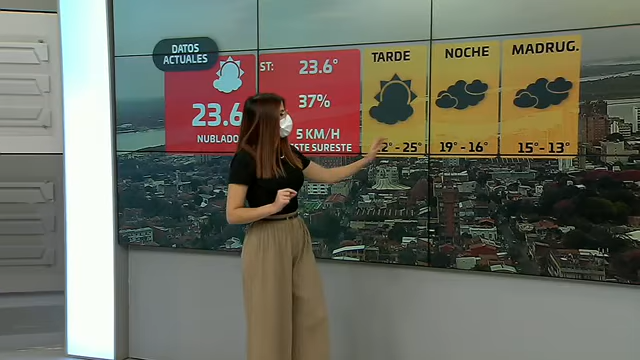 DATOS
ACTUALES
ST: 23.6°
37%
23.6
5 KM/H
NUBLADO
SURESTE
TARDE
- 25°
NOCHE
19° - 16°
MADRUG.
15° - 13°